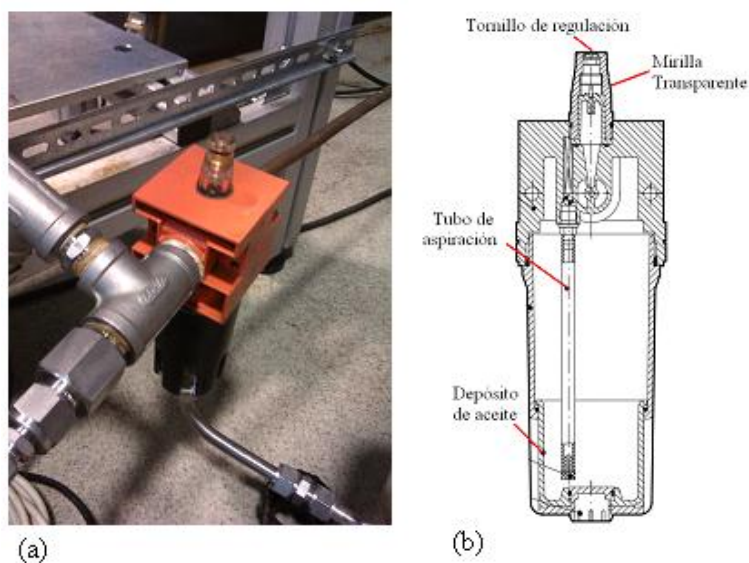 Tornillo de regulación
Mirilla
Transparente
Tubo de
aspiración
Depósito
de aceite
(a)
(b)